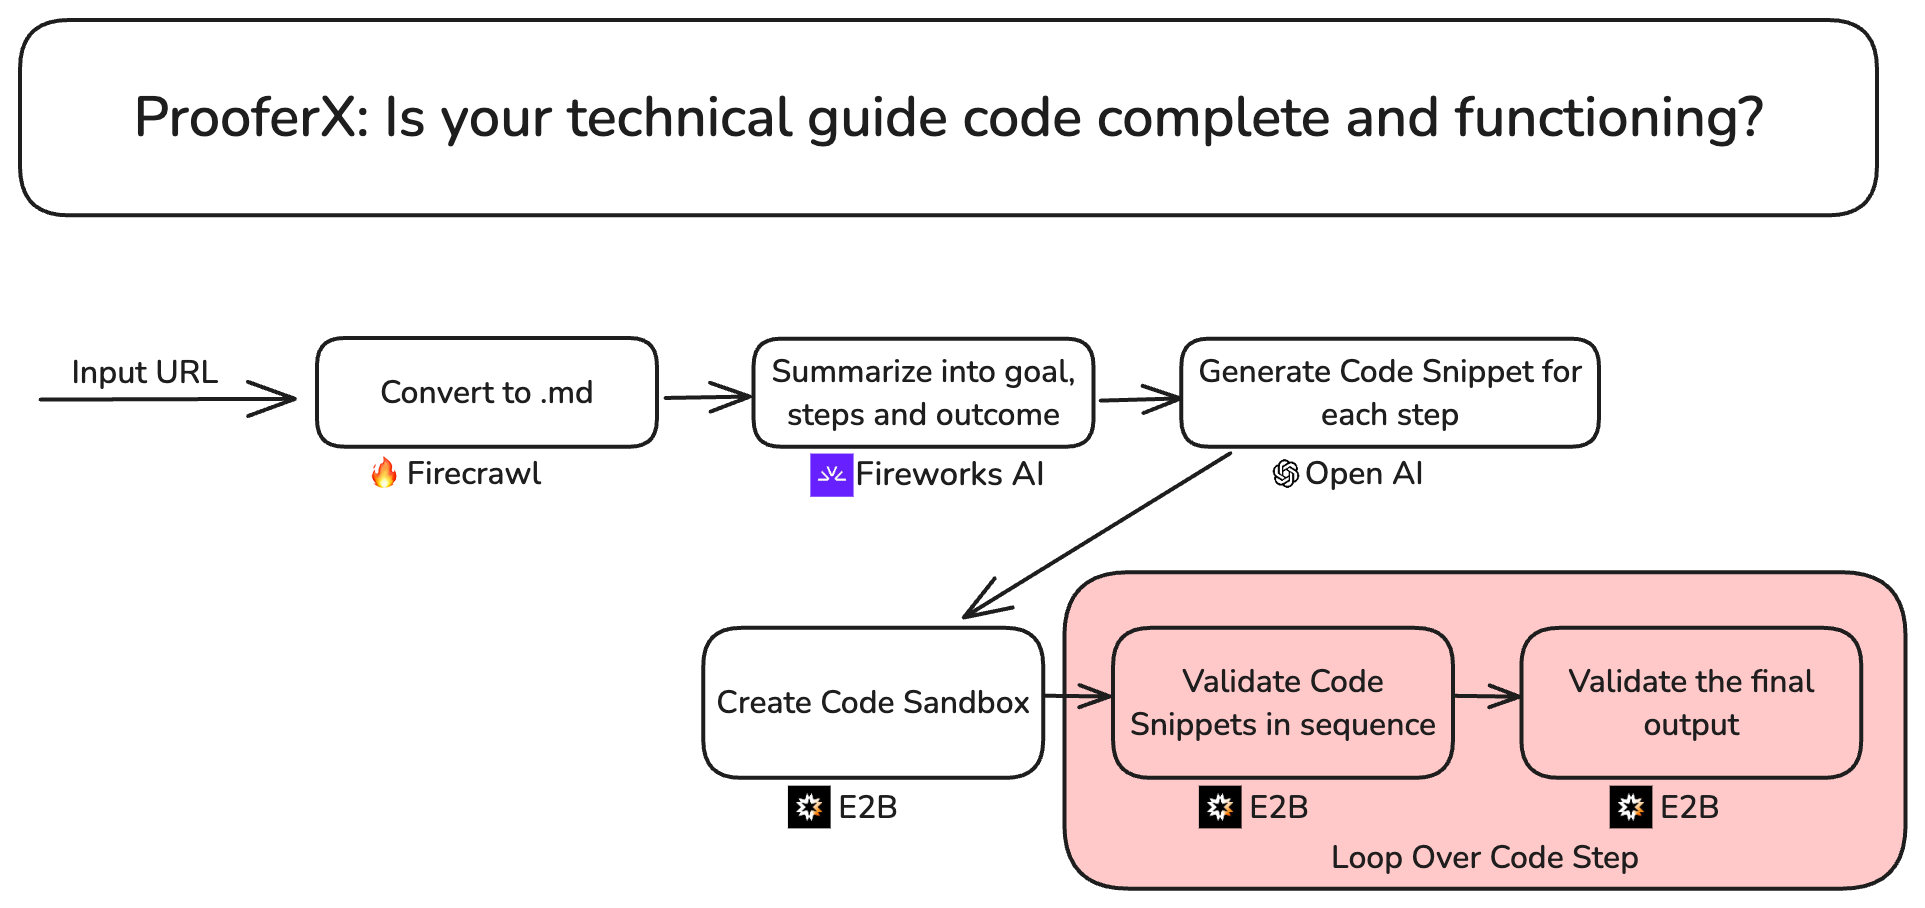 ProoferX: Is your technical guide code complete and functioning?
Input URL
Convert to .md
Firecrawl
Summarize into goal,
steps and outcome
Fireworks AI
Generate Code Snippet for
each step
Open AI
Create Code Sandbox
E2B
Validate Code
Snippets in sequence
E2B
Validate the final
output
E2B
Loop Over Code Step